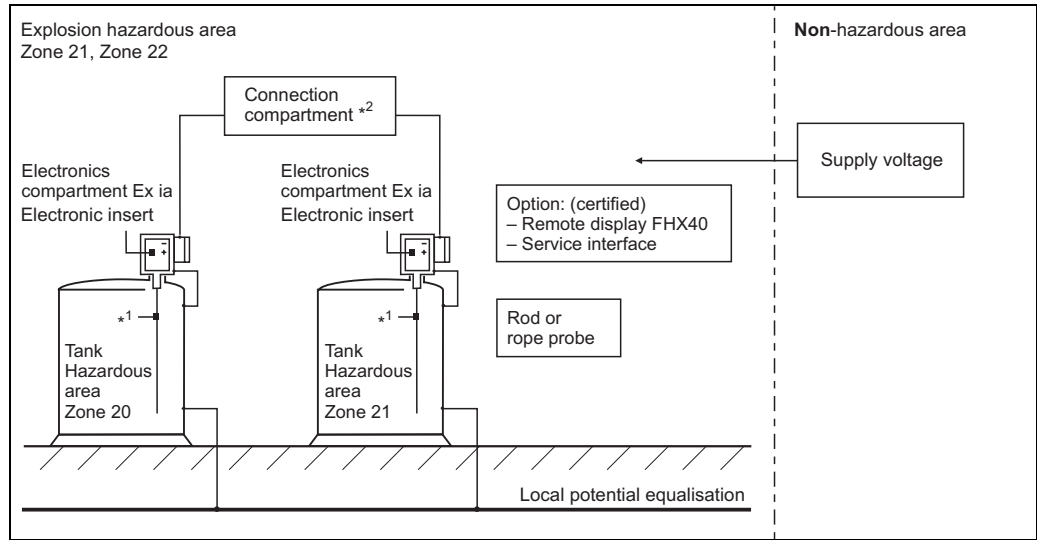 Explosion hazardous area
Zone 21, Zone 22
Non-hazardous area
Connection
compartment *2
Supply voltage
Electronics
compartment Ex ia
Electronic insert
Electronics
compartment Ex ia
Electronic insert
Option: (certified)
– Remote display FHX40
– Service interface
– +
– +
*1
*1
Rod or
rope probe
Tank
Hazardous
area
Zone 20
Tank
Hazardous
area
Zone 21
Local potential equalisation